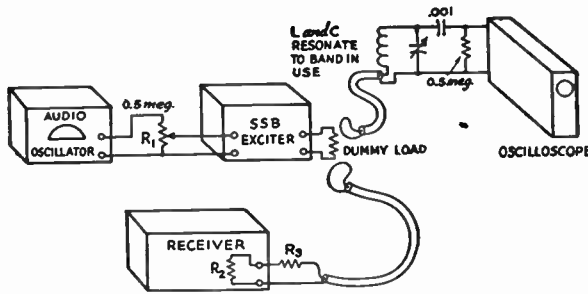 L and C
RESONATE
TO BAND IN
USE
.001
0.5 meg.
OSCILLOSCOPE
0.5 meg.
AUDIO
OSCILLATOR
R1
SSB
EXCITER
DUMMY LOAD
RECEIVER
R2
R3